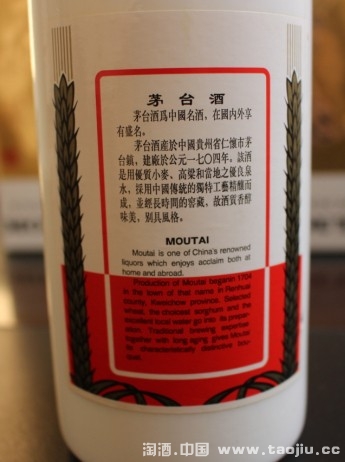 茅台酒
茅台酒爲中國名酒，在國内外享
有盛名。
茅台酒產於中國貴州省仁懷市茅
台鎮，建廠於公元一七〇四年，該酒
是用優質小麥、高粱和當地之優良泉
水，採用中國傳統的獨特工藝精釀而
成，並經長時間的窖藏，故酒質香醇
味美，别具風格。
MOUTAI
Moutai is one of China's renowned
liquors which enjoys acclaim both at
home and abroad.
Production of Moutai beganin 1704
in the town of that name in Renhuai
county, Kweichow province. Selected
wheat, the choicest sorghum and the
excellent local water go into its prepar-
ation. Traditional brewing expertise
together with long aging gives Moutai
its characteristically distinctive bou-
quet.
淘酒.中国 www.taojiu.cc